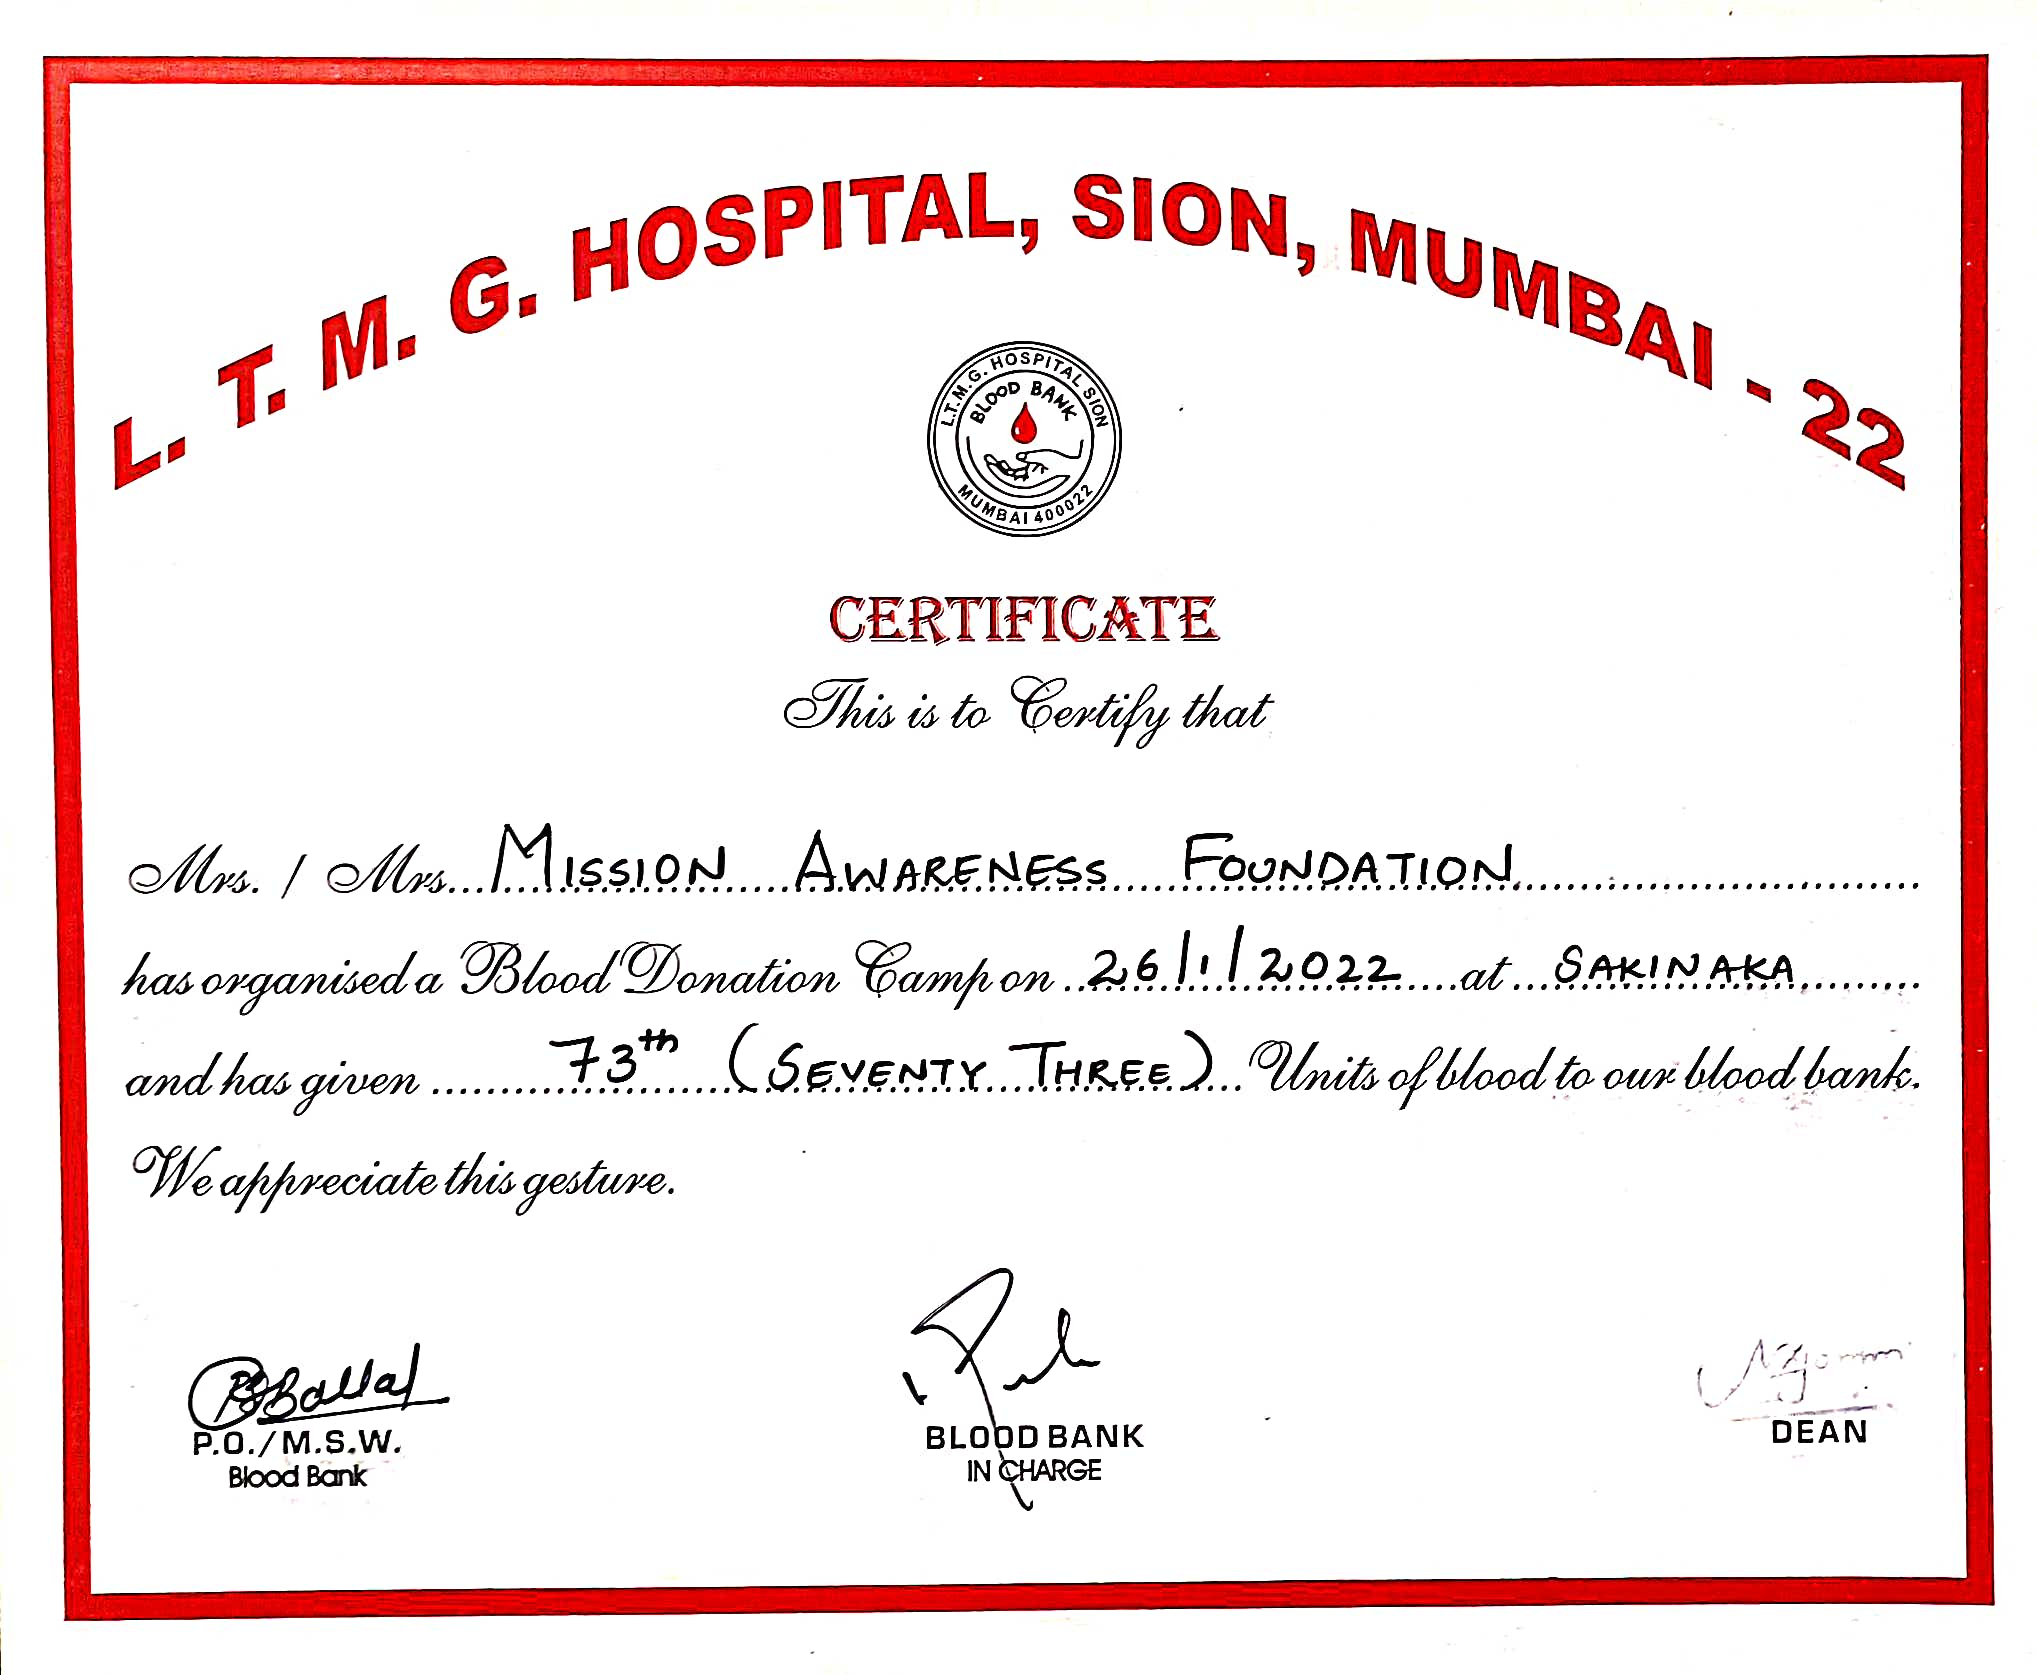 L. T. M. G. HOSPITAL, SION, MUMBAI - 22
L.T.M.G. HOSPITAL SION
BLOOD BANK
MUMBAI 400022
CERTIFICATE
This is to Certify that
Mrs. / Mrs. MISSION AWARENESS FOUNDATION
has organised a Blood Donation Camp on 26/1/2022 at SAKINAKA
and has given 73th (SEVENTY THREE) Units of blood to our blood bank.
We appreciate this gesture.
P.O./M.S.W.
Blood Bank
BLOOD BANK
IN CHARGE
DEAN